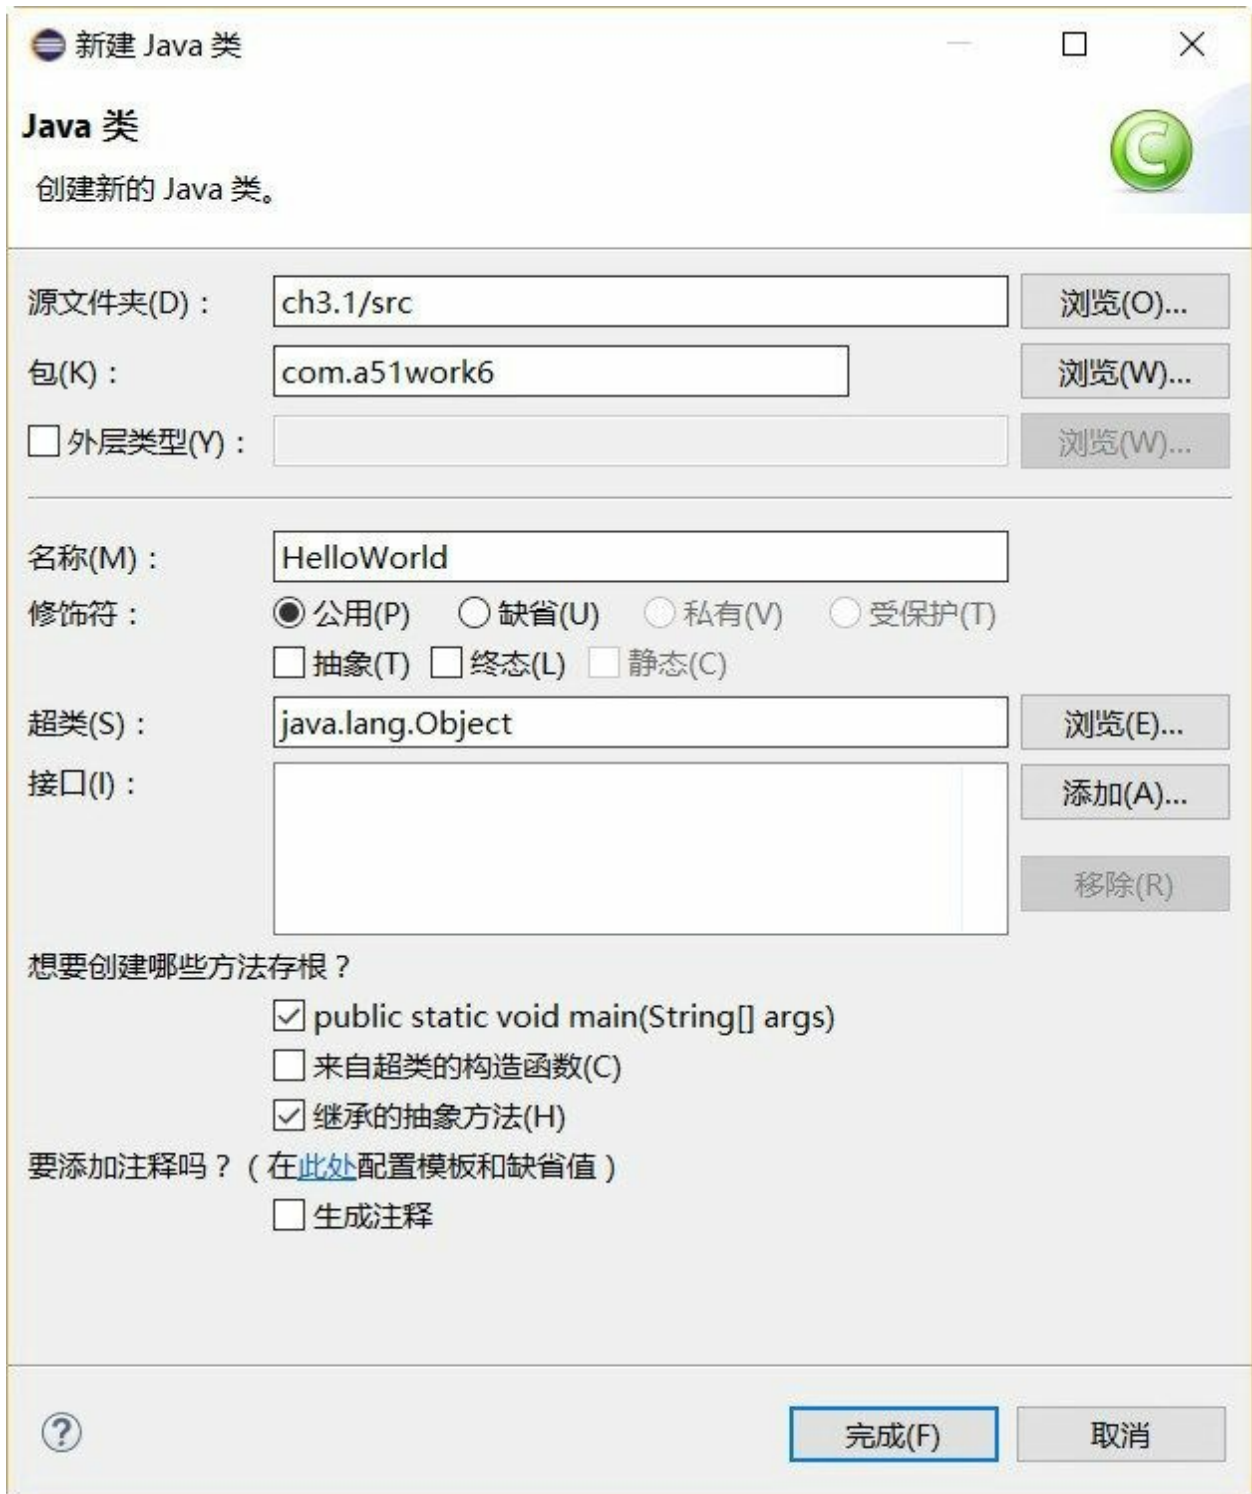 新建 Java 类
Java 类
创建新的 Java 类。
源文件夹(D)： ch3.1/src 浏览(O)...
包(K)： com.a51work6 浏览(W)...
外层类型(Y)： 浏览(W)...
名称(M)： HelloWorld
修饰符： 公用(P) 缺省(U) 私有(V) 受保护(T)
抽象(T) 终态(L) 静态(C)
超类(S)： java.lang.Object 浏览(E)...
接口(I)： 添加(A)...
移除(R)
想要创建哪些方法存根？
public static void main(String[] args)
来自超类的构造函数(C)
继承的抽象方法(H)
要添加注释吗？（在此处配置模板和缺省值）
生成注释
完成(F) 取消